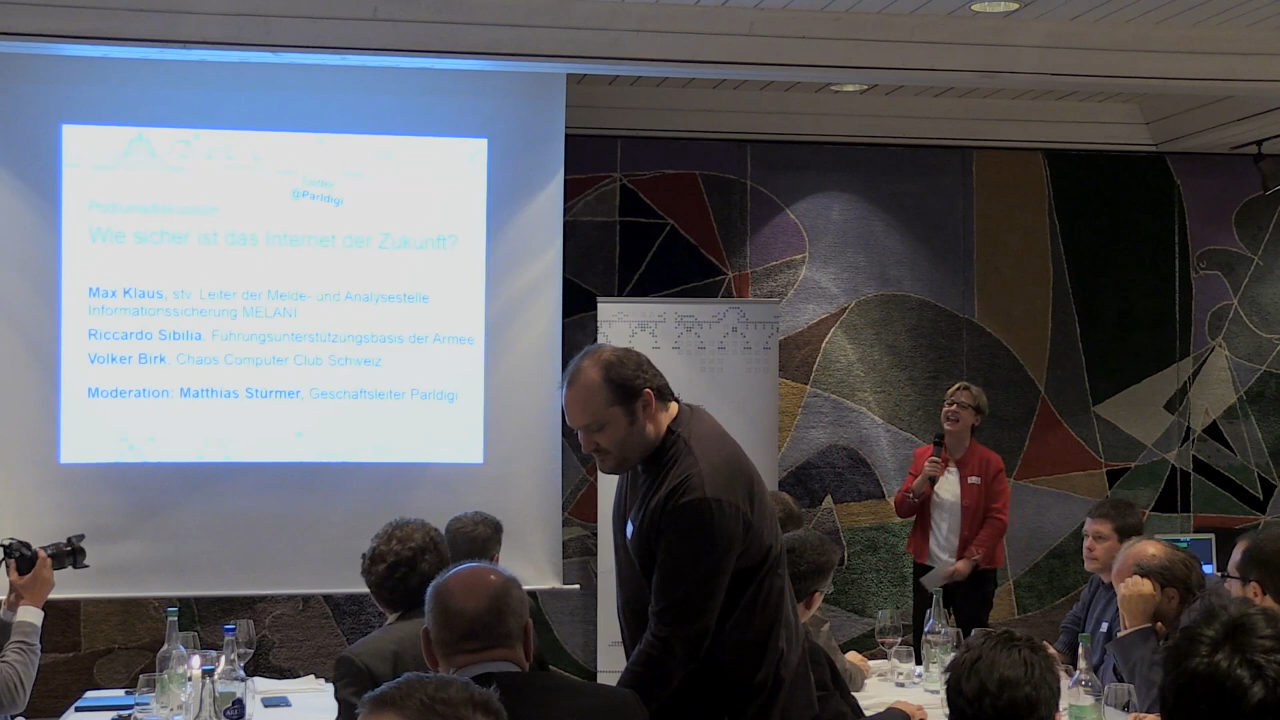 @Parldigi
Podiumsdiskussion
Wie sicher ist das Internet der Zukunft?
Max Klaus, stv. Leiter der Melde- und Analysestelle
Informationssicherung MELANI
Riccardo Sibilia, Führungsunterstützungsbasis der Armee
Volker Birk, Chaos Computer Club Schweiz
Moderation: Matthias Stürmer, Geschäftsleiter Parldigi